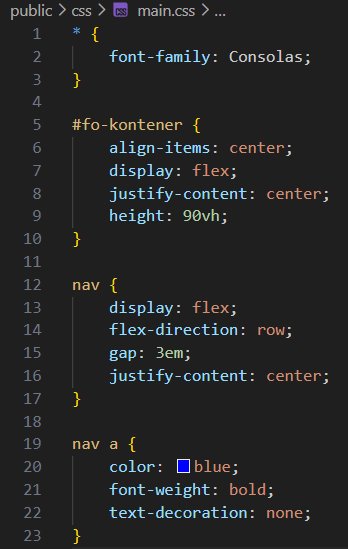 public > css > main.css > ...
1 * {
2     font-family: Consolas;
3 }
4
5 #fo-kontener {
6     align-items: center;
7     display: flex;
8     justify-content: center;
9     height: 90vh;
10 }
11
12 nav {
13     display: flex;
14     flex-direction: row;
15     gap: 3em;
16     justify-content: center;
17 }
18
19 nav a {
20     color: blue;
21     font-weight: bold;
22     text-decoration: none;
23 }